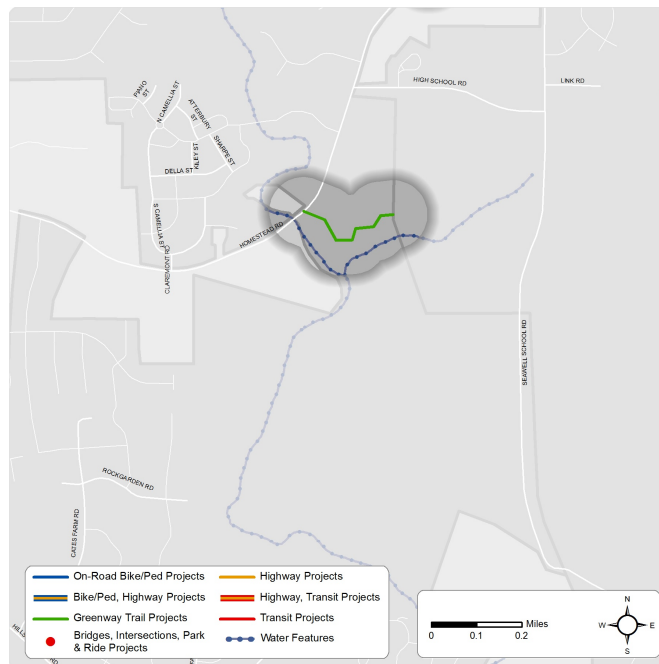 HIGH SCHOOL RD
LINK RD
PIANO ST
N CAMELLIA ST
ATTERBURY ST
KILEY ST
SHARPE ST
DELLA ST
S CAMELLIA ST
CLAREMONT RD
HOMESTEAD RD
SEAWELL SCHOOL RD
ROCKGARDEN RD
CATES FARM RD
On-Road Bike/Ped Projects
Highway Projects
Bike/Ped, Highway Projects
Highway, Transit Projects
Greenway Trail Projects
Transit Projects
Bridges, Intersections, Park
& Ride Projects
Water Features
Miles
0 0.1 0.2
N
W E
S
RD